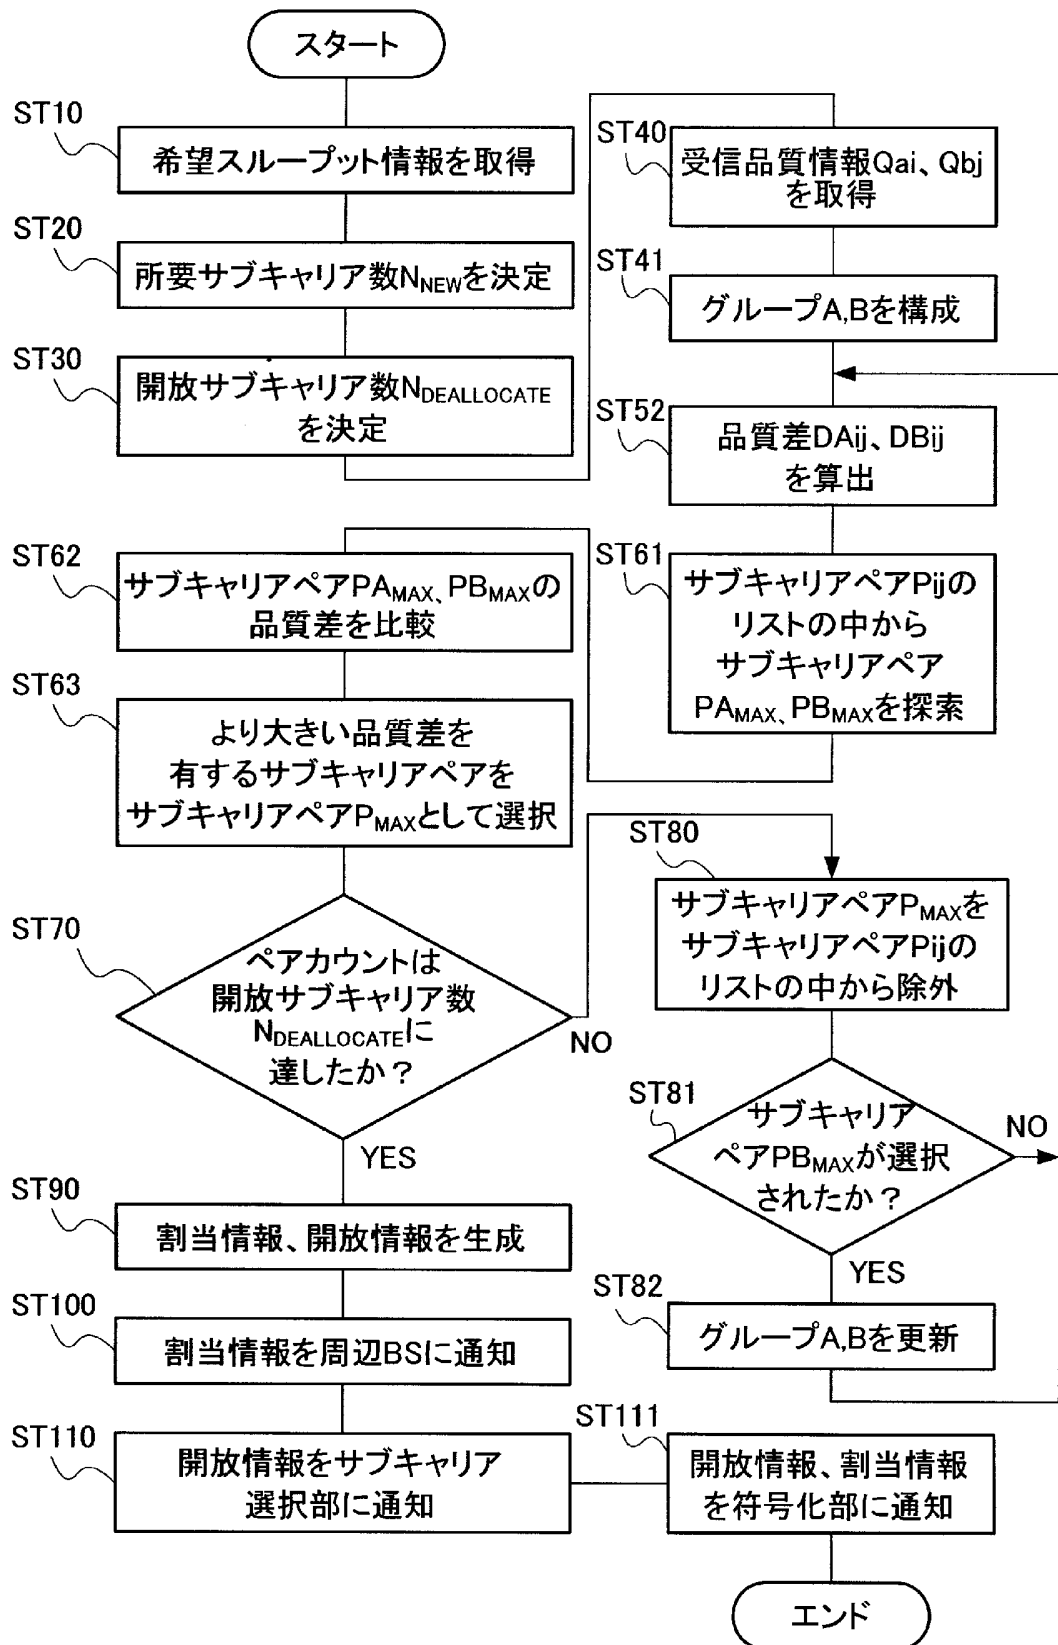 スタート
ST10
希望スループット情報を取得
ST20
所要サブキャリア数NNEWを決定
ST30
開放サブキャリア数NDEALLOCATE
を決定
ST40
受信品質情報Qai、Qbj
を取得
ST41
グループA,Bを構成
ST52
品質差DAij、DBij
を算出
ST61
サブキャリアペアPijの
リストの中から
サブキャリアペア
PAMAX、PBMAXを探索
ST62
サブキャリアペアPAMAX、PBMAXの
品質差を比較
ST63
より大きい品質差を
有するサブキャリアペアを
サブキャリアペアPMAXとして選択
ST70
ペアカウントは
開放サブキャリア数
NDEALLOCATEに
達したか？
NO
YES
ST80
サブキャリアペアPMAXを
サブキャリアペアPijの
リストの中から除外
ST81
サブキャリア
ペアPBMAXが選択
されたか？
NO
YES
ST82
グループA,Bを更新
ST90
割当情報、開放情報を生成
ST100
割当情報を周辺BSに通知
ST110
開放情報をサブキャリア
選択部に通知
ST111
開放情報、割当情報
を符号化部に通知
エンド